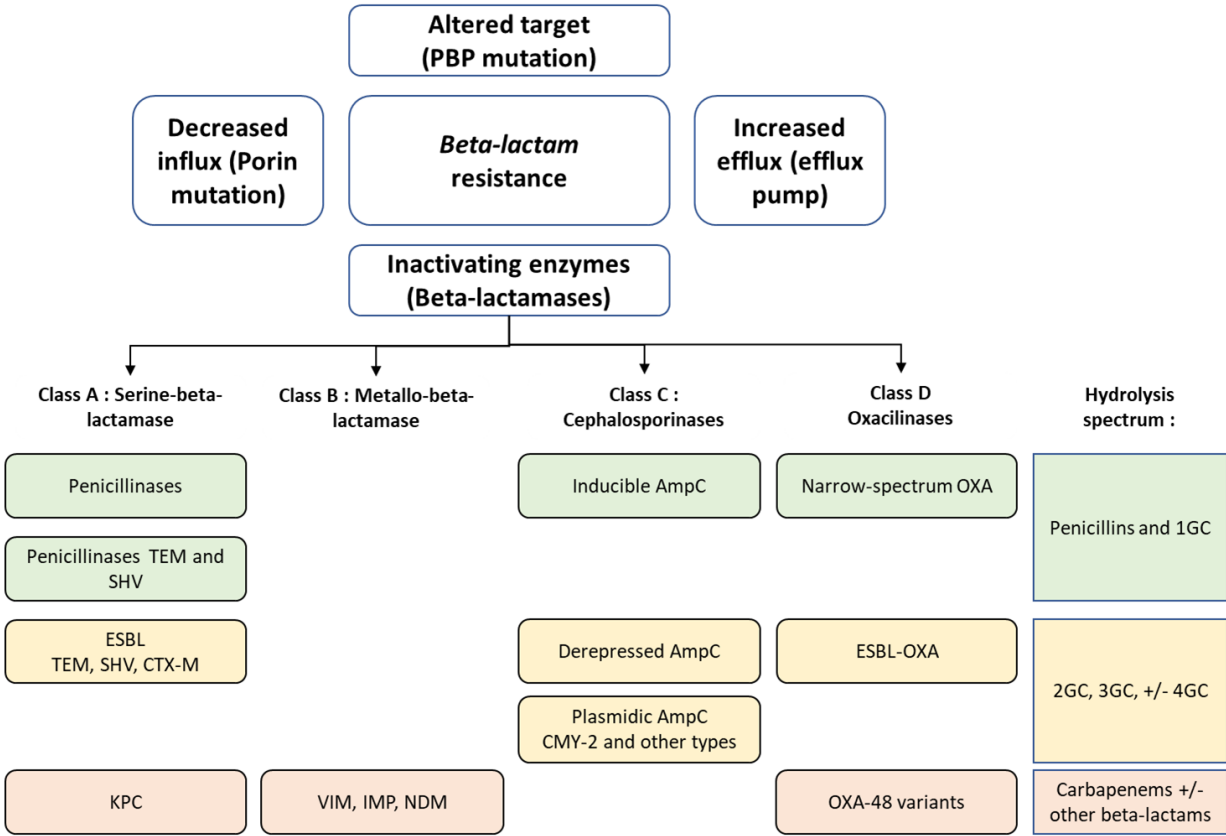 Altered target
(PBP mutation)
Decreased
influx (Porin
mutation)
Beta-lactam
resistance
Increased
efflux (efflux
pump)
Inactivating enzymes
(Beta-lactamases)
Class A : Serine-beta-
lactamase
Class B : Metallo-beta-
lactamase
Class C :
Cephalosporinases
Class D
Oxacilinases
Hydrolysis
spectrum :
Penicillinases
Inducible AmpC
Narrow-spectrum OXA
Penicillins and 1GC
Penicillinases TEM and
SHV
ESBL
TEM, SHV, CTX-M
Derepressed AmpC
ESBL-OXA
2GC, 3GC, +/- 4GC
Plasmidic AmpC
CMY-2 and other types
KPC
VIM, IMP, NDM
OXA-48 variants
Carbapenems +/-
other beta-lactams